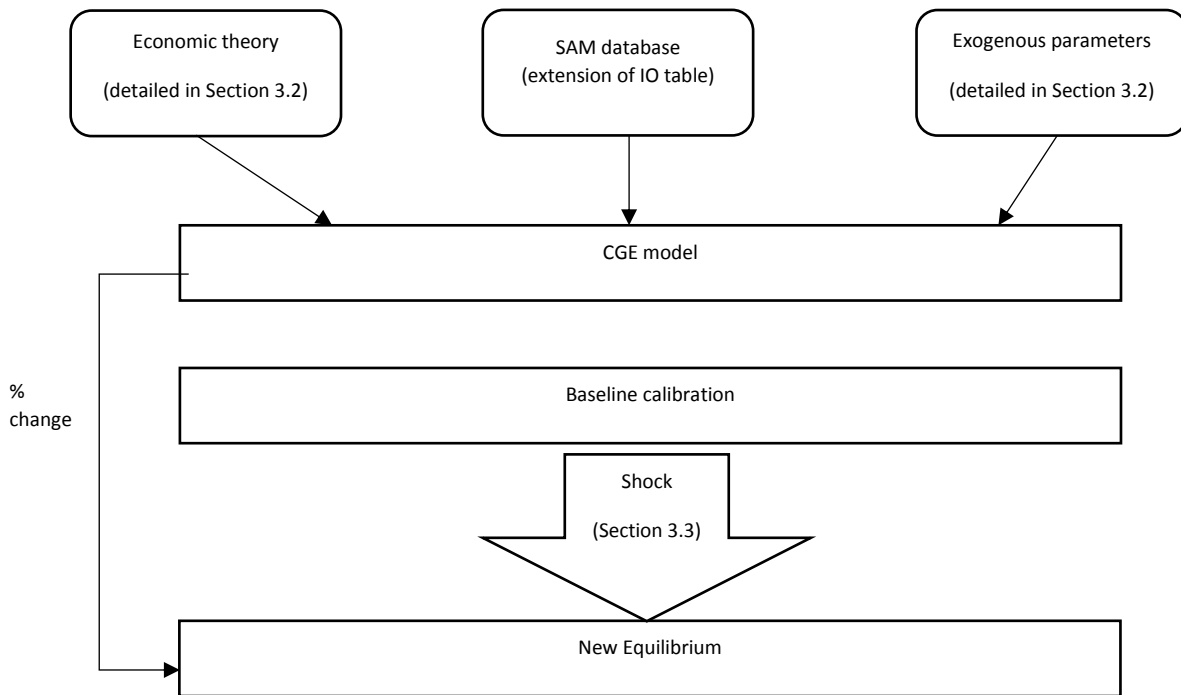 Economic theory
(detailed in Section 3.2)
SAM database
(extension of IO table)
Exogenous parameters
(detailed in Section 3.2)
CGE model
%
change
Baseline calibration
Shock
(Section 3.3)
New Equilibrium